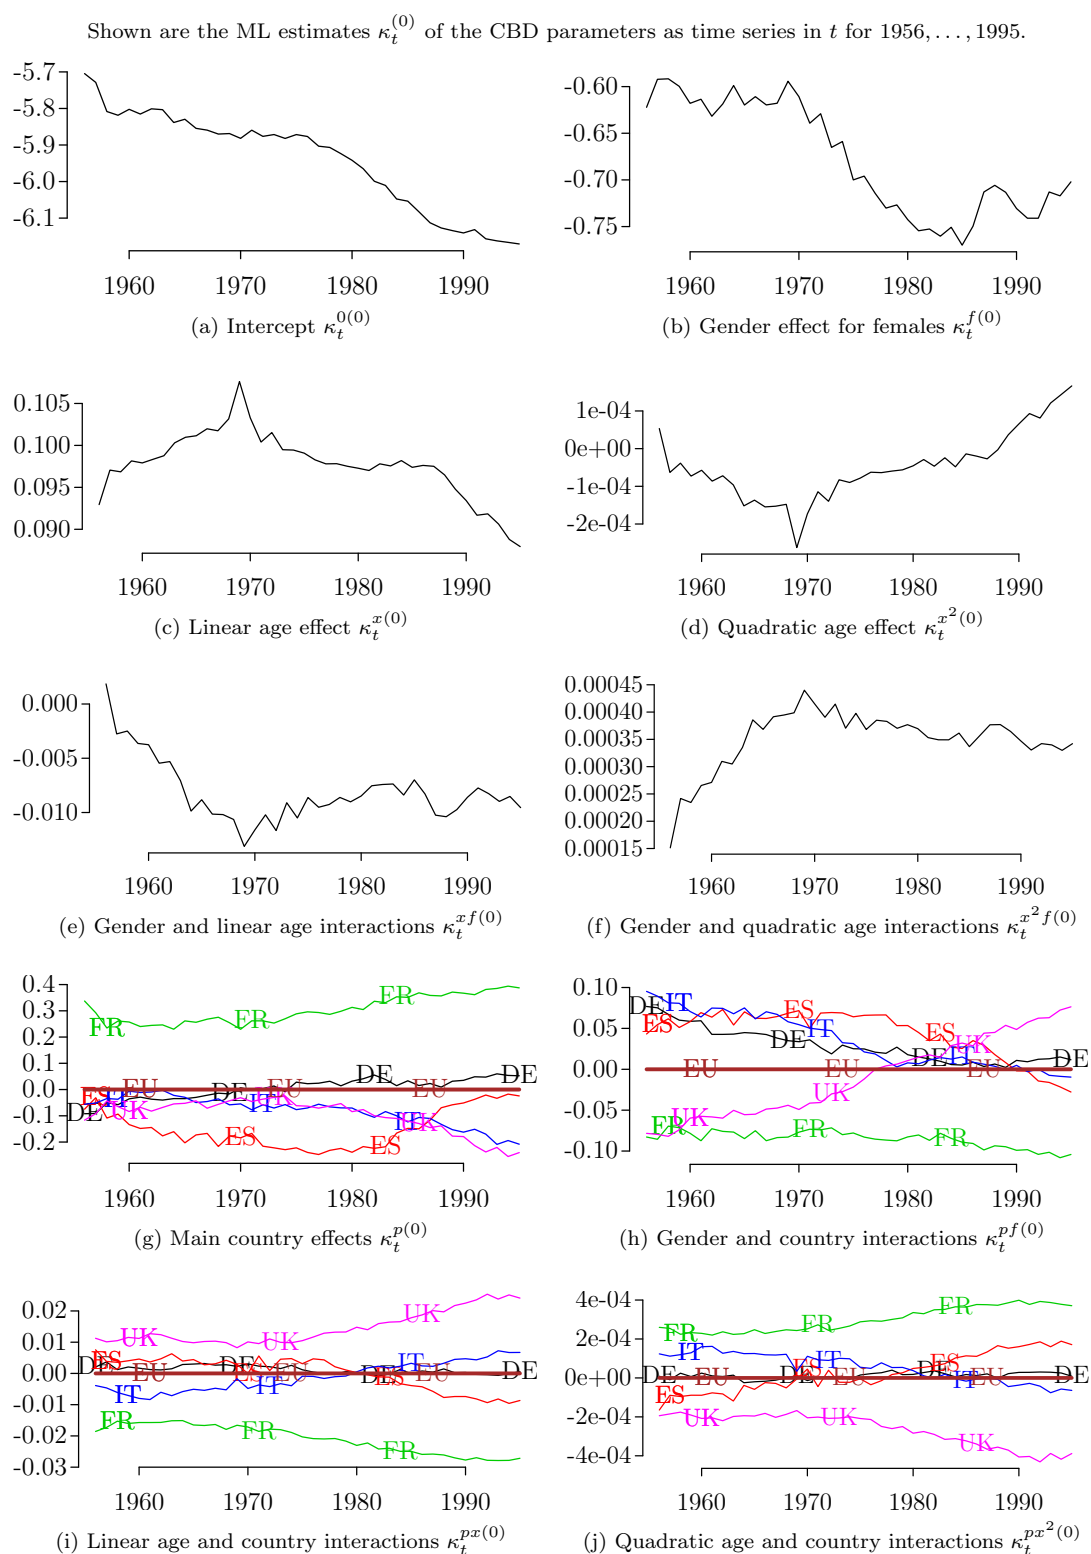 Shown are the ML estimates κ_t^(0) of the CBD parameters as time series in t for 1956, . . . , 1995.
-5.7
-5.8
-5.9
-6.0
-6.1
1960 1970 1980 1990
(a) Intercept κ_t^0(0)
-0.60
-0.65
-0.70
-0.75
1960 1970 1980 1990
(b) Gender effect for females κ_t^f(0)
0.105
0.100
0.095
0.090
1960 1970 1980 1990
(c) Linear age effect κ_t^x(0)
1e-04
0e+00
-1e-04
-2e-04
1960 1970 1980 1990
(d) Quadratic age effect κ_t^x²(0)
0.000
-0.005
-0.010
1960 1970 1980 1990
(e) Gender and linear age interactions κ_t^xf(0)
0.00045
0.00040
0.00035
0.00030
0.00025
0.00020
0.00015
1960 1970 1980 1990
(f) Gender and quadratic age interactions κ_t^x²f(0)
0.4
0.3
0.2
0.1
0.0
-0.1
-0.2
FR FR FR
DE DE DE DE
EU EU EU
ES ES ES
IT IT IT
UK UK UK
1960 1970 1980 1990
(g) Main country effects κ_t^p(0)
0.10
0.05
0.00
-0.05
-0.10
DE DE DE DE
IT IT IT
ES ES ES
EU EU EU
UK UK UK
FR FR FR
1960 1970 1980 1990
(h) Gender and country interactions κ_t^pf(0)
0.02
0.01
0.00
-0.01
-0.02
-0.03
UK UK UK
DE DE DE DE
ES ES ES
EU EU EU
IT IT IT
FR FR FR
1960 1970 1980 1990
(i) Linear age and country interactions κ_t^px(0)
4e-04
2e-04
0e+00
-2e-04
-4e-04
FR FR FR
IT IT IT
DE DE DE DE
EU EU EU
ES ES ES
UK UK UK
1960 1970 1980 1990
(j) Quadratic age and country interactions κ_t^px²(0)